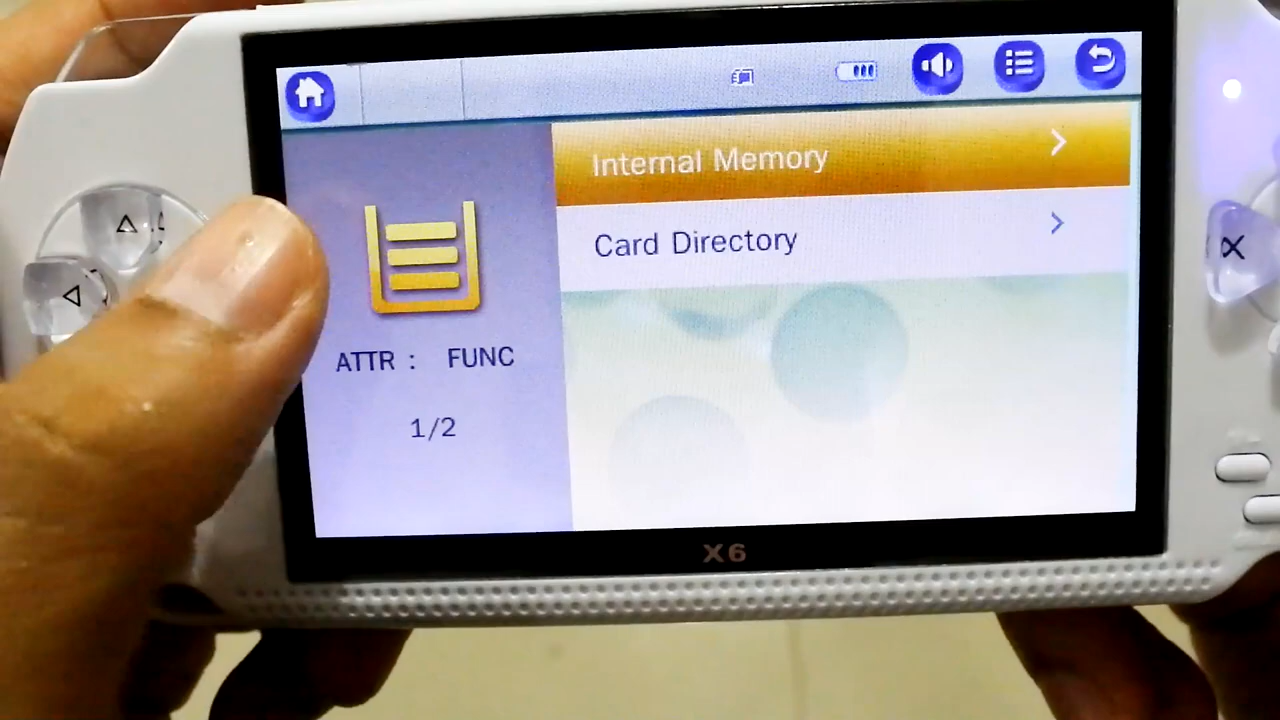 Internal Memory
Card Directory
ATTR : FUNC
1/2
X6